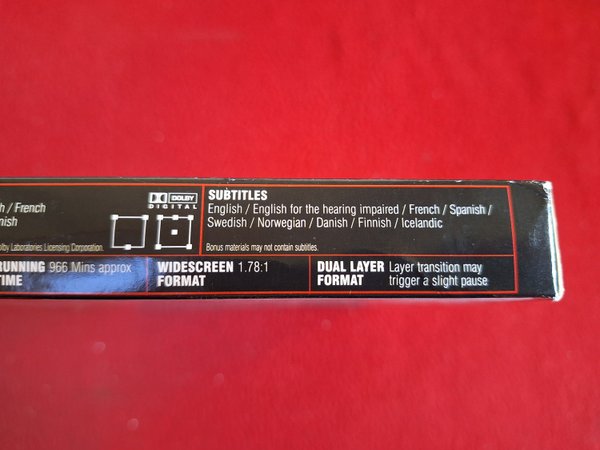 h / French
nish
olby Laboratories Licensing Corporation.
DOLBY
DIGITAL
SUBTITLES
English / English for the hearing impaired / French / Spanish /
Swedish / Norwegian / Danish / Finnish / Icelandic
Bonus materials may not contain subtitles.
RUNNING 966 Mins approx
TIME
WIDESCREEN 1.78:1
FORMAT
DUAL LAYER Layer transition may
FORMAT trigger a slight pause